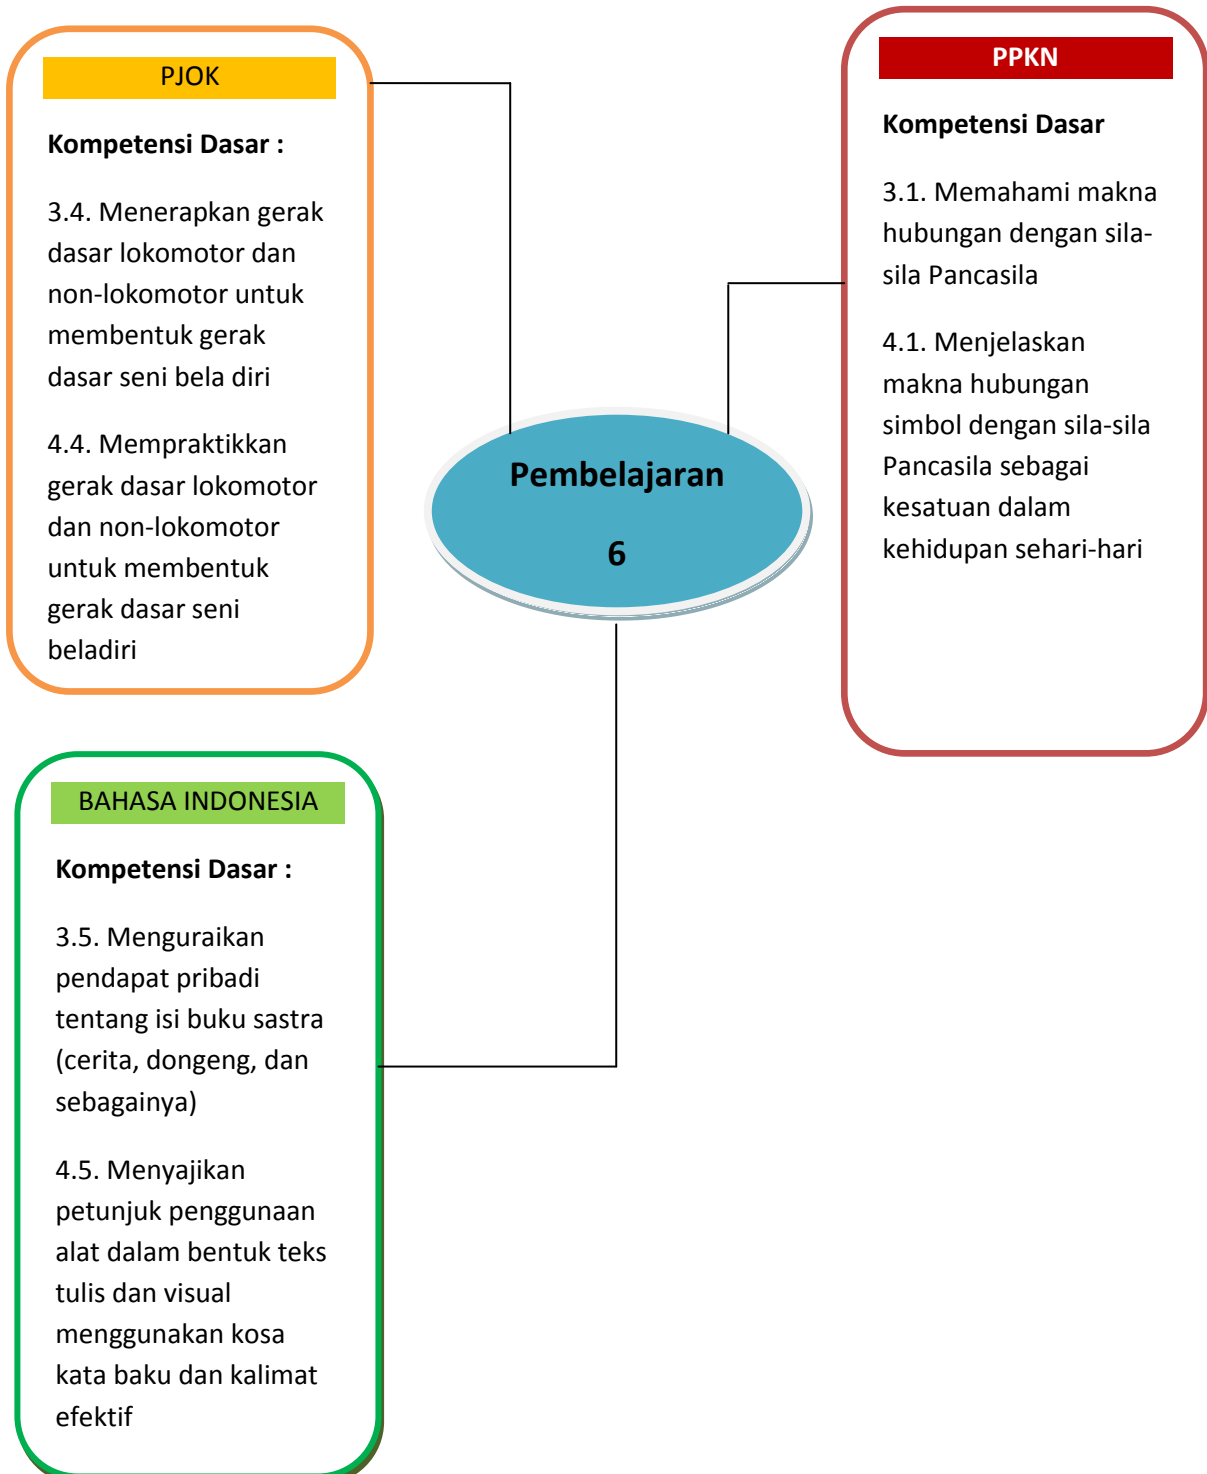 PJOK
Kompetensi Dasar :
3.4. Menerapkan gerak
dasar lokomotor dan
non-lokomotor untuk
membentuk gerak
dasar seni bela diri
4.4. Mempraktikkan
gerak dasar lokomotor
dan non-lokomotor
untuk membentuk
gerak dasar seni
beladiri
PPKN
Kompetensi Dasar
3.1. Memahami makna
hubungan dengan sila-
sila Pancasila
4.1. Menjelaskan
makna hubungan
simbol dengan sila-sila
Pancasila sebagai
kesatuan dalam
kehidupan sehari-hari
Pembelajaran
6
BAHASA INDONESIA
Kompetensi Dasar :
3.5. Menguraikan
pendapat pribadi
tentang isi buku sastra
(cerita, dongeng, dan
sebagainya)
4.5. Menyajikan
petunjuk penggunaan
alat dalam bentuk teks
tulis dan visual
menggunakan kosa
kata baku dan kalimat
efektif